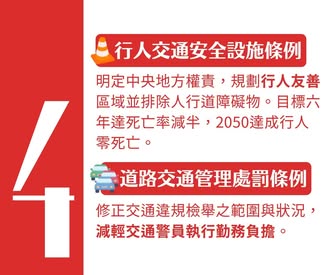 4
行人交通安全設施條例
明定中央地方權責，規劃行人友善
區域並排除人行道障礙物。目標六
年達死亡率減半，2050達成行人
零死亡。
道路交通管理處罰條例
修正交通違規檢舉之範圍與狀況，
減輕交通警員執行勤務負擔。